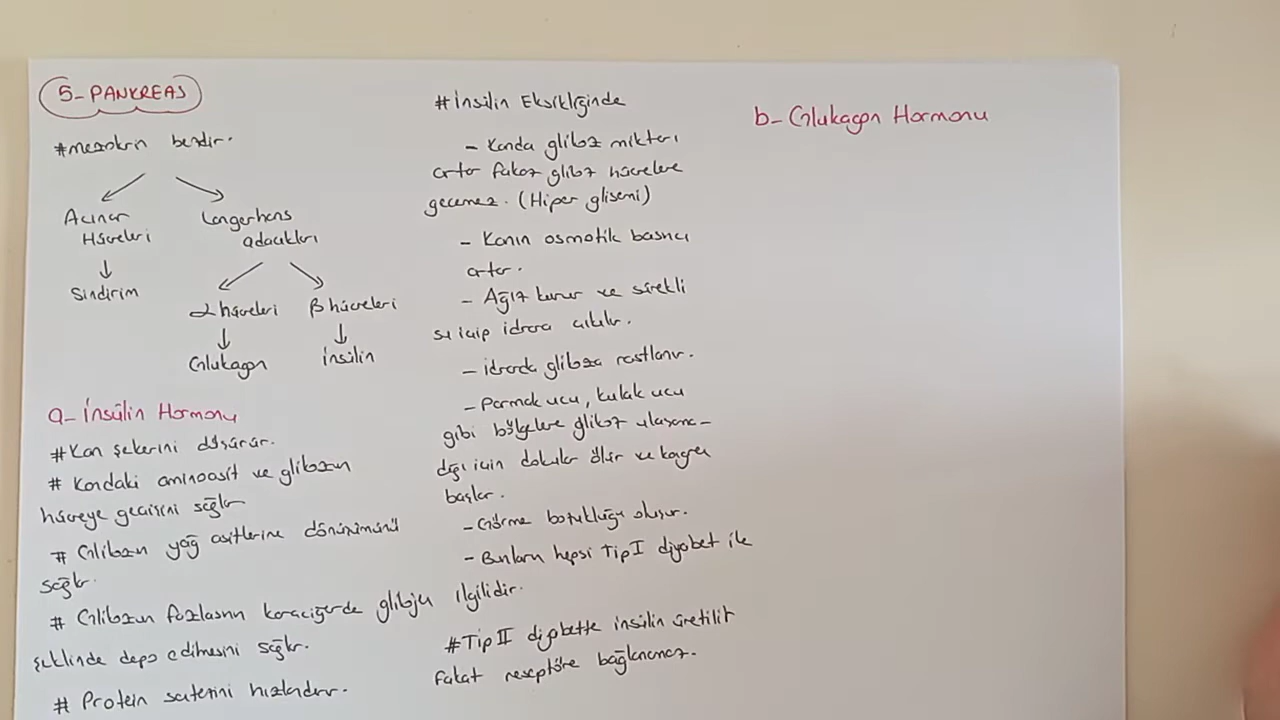 5- PANKREAS
# mezokrin bezdir.
Acınar
Hücreleri
Langerhans
adacıkları
Sindirim
α hücreleri
β hücreleri
Glukagon
İnsilin
a- İnsülin Hormonu
# Kan şekerini düşürür.
# Kandaki aminoasit ve glikozun
hücreye geçişini sağlar
# Glikozun yağ asitlerine dönüşümünü
sağlar.
# Glikozun fazlasının karaciğerde glikojen
şeklinde depo edilmesini sağlar.
# Protein sentezini hızlandırır.
# İnsilin Eksikliğinde
- Kanda glikoz miktarı
artar fakat glikoz hücrelere
geçemez. (Hiper glisemi)
- Kanın osmotik basıncı
artar.
- Ağız kurur ve sürekli
su içip idrara çıkılır.
- idrarda glikoza rastlanır.
- Parmak ucu, kulak ucu
gibi bölgelere glikoz ulaşama-
dığı için dokular ölür ve kangren
başlar.
- Görme bozukluğu oluşur.
- Bunların hepsi Tip I diyabet ile
ilgilidir.
# Tip II diyabette insilin üretilir
fakat reseptöre bağlanamaz.
b- Glukagon Hormonu